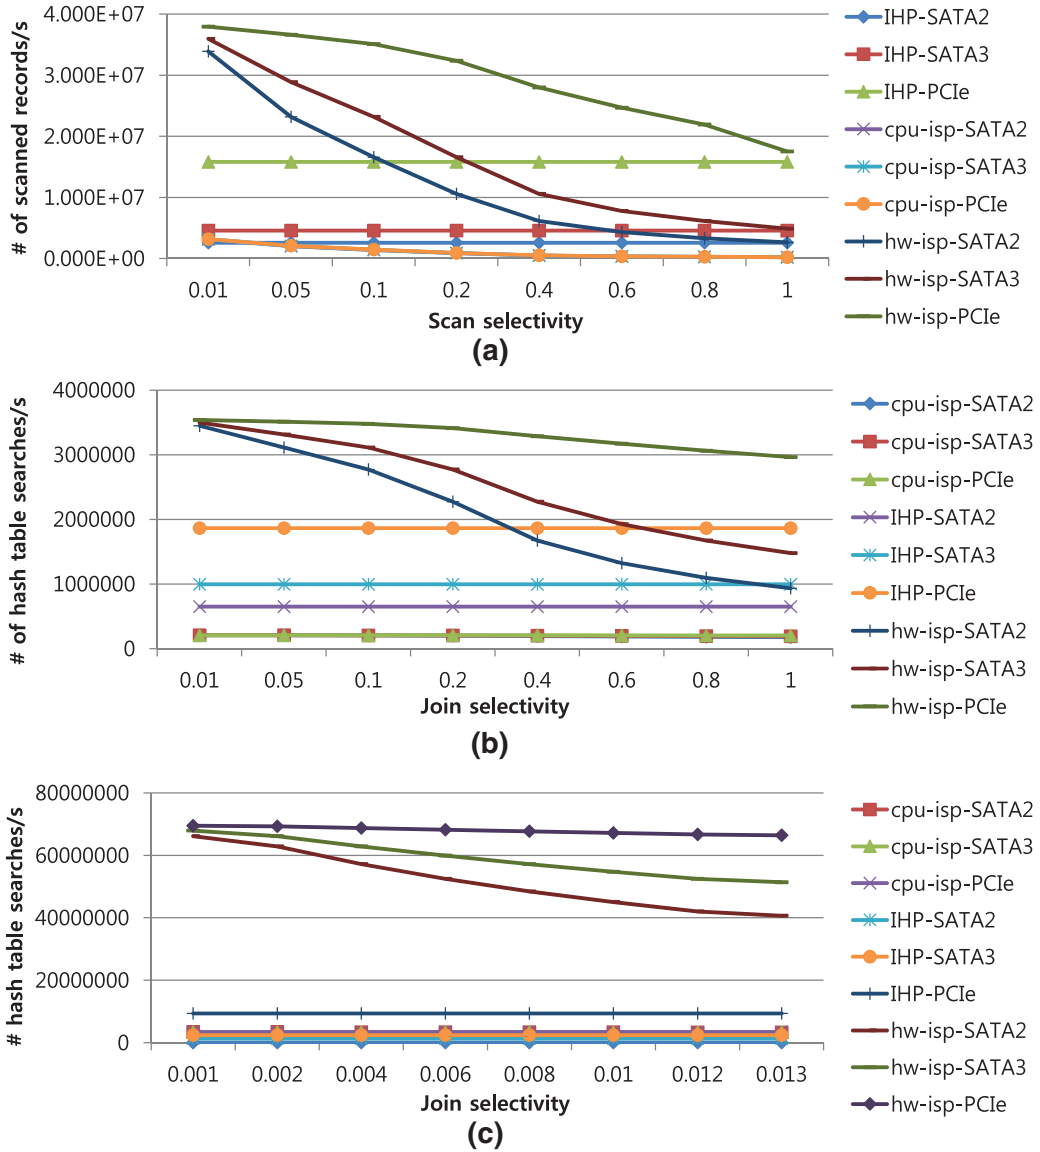 # of scanned records/s
4.000E+07
3.000E+07
2.000E+07
1.000E+07
0.000E+00
0.01 0.05 0.1 0.2 0.4 0.6 0.8 1
Scan selectivity
(a)
IHP-SATA2
IHP-SATA3
IHP-PCIe
cpu-isp-SATA2
cpu-isp-SATA3
cpu-isp-PCIe
hw-isp-SATA2
hw-isp-SATA3
hw-isp-PCIe
# of hash table searches/s
4000000
3000000
2000000
1000000
0
0.01 0.05 0.1 0.2 0.4 0.6 0.8 1
Join selectivity
(b)
cpu-isp-SATA2
cpu-isp-SATA3
cpu-isp-PCIe
IHP-SATA2
IHP-SATA3
IHP-PCIe
hw-isp-SATA2
hw-isp-SATA3
hw-isp-PCIe
# hash table searches/s
80000000
60000000
40000000
20000000
0
0.001 0.002 0.004 0.006 0.008 0.01 0.012 0.013
Join selectivity
(c)
cpu-isp-SATA2
cpu-isp-SATA3
cpu-isp-PCIe
IHP-SATA2
IHP-SATA3
IHP-PCIe
hw-isp-SATA2
hw-isp-SATA3
hw-isp-PCIe